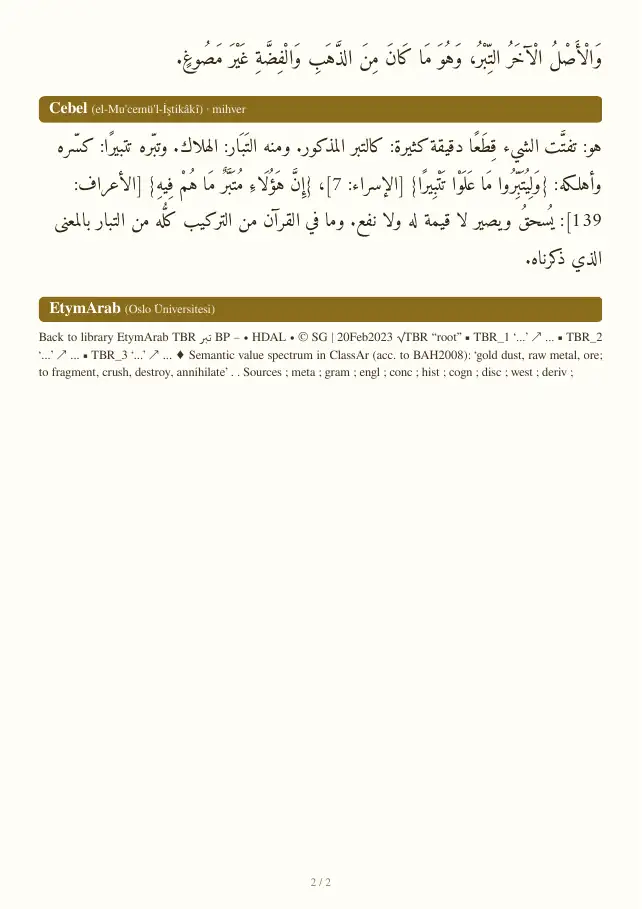 وَالْأَصْلُ الْآخَرُ التِّبْرُ، وَهُوَ مَا كَانَ مِنَ الذَّهَبِ وَالْفِضَّةِ غَيْرَ مَصُوغٍ.
Cebel (el-Mu'cemü'l-İştikâkî) · mihver
هو: تفتَّت الشيء قِطَعًا دقيقة كثيرة: كالتبر المذكور. ومنه التَبَار: الهلاك. وتبّره تتبيرًا: كسّره
وأهلكه: {وَلِيُتَبِّرُوا مَا عَلَوْا تَتْبِيرًا} [الإسراء: 7]، {إِنَّ هَؤُلَاءِ مُتَبَّرٌ مَا هُمْ فِيهِ} [الأعراف:
139]: يُسحقُ ويصير لا قيمة له ولا نفع. وما في القرآن من التركيب كلُّه من التبار بالمعنى
الذي ذكرناه.
EtymArab (Oslo Üniversitesi)
Back to library EtymArab TBR تبر BP – • HDAL • © SG | 20Feb2023 √TBR “root” ▪ TBR_1 ‘...’ ↗ ... ▪ TBR_2
‘...’ ↗ ... ▪ TBR_3 ‘...’ ↗ ... ♦ Semantic value spectrum in ClassAr (acc. to BAH2008): ‘gold dust, raw metal, ore;
to fragment, crush, destroy, annihilate’ . . Sources ; meta ; gram ; engl ; conc ; hist ; cogn ; disc ; west ; deriv ;
2 / 2